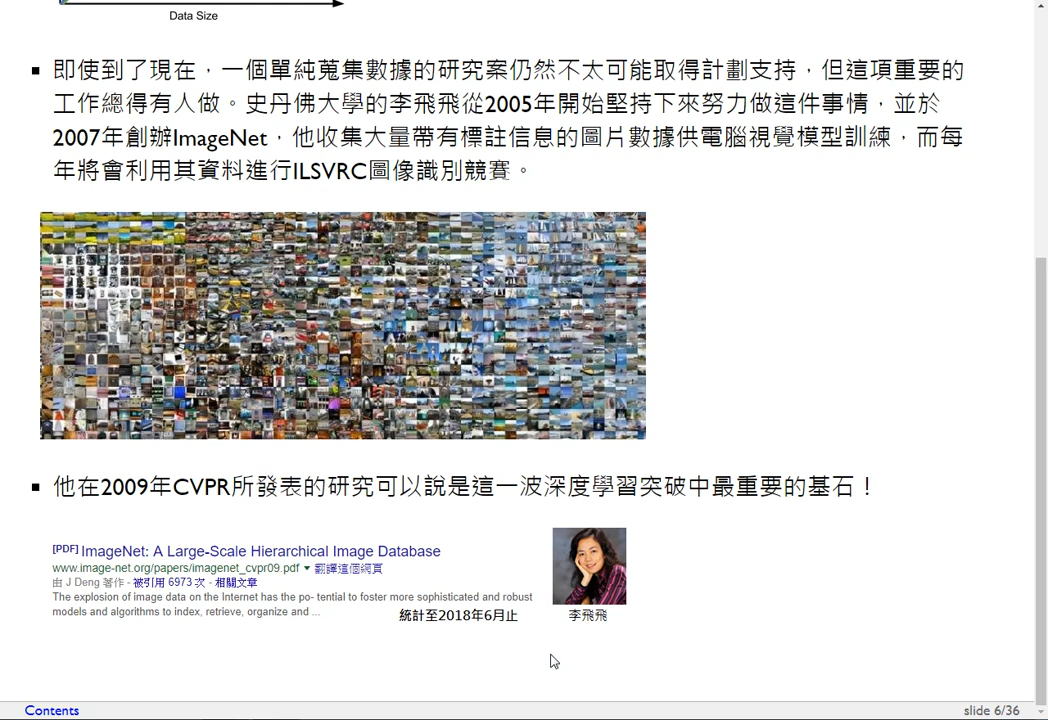 Data Size
▪ 即使到了現在，一個單純蒐集數據的研究案仍然不太可能取得計劃支持，但這項重要的
工作總得有人做。史丹佛大學的李飛飛從2005年開始堅持下來努力做這件事情，並於
2007年創辦ImageNet，他收集大量帶有標註信息的圖片數據供電腦視覺模型訓練，而每
年將會利用其資料進行ILSVRC圖像識別競賽。
▪ 他在2009年CVPR所發表的研究可以說是這一波深度學習突破中最重要的基石！
[PDF] ImageNet: A Large-Scale Hierarchical Image Database
www.image-net.org/papers/imagenet_cvpr09.pdf ▼ 翻譯這個網頁
由 J Deng 著作 - 被引用 6973 次 - 相關文章
The explosion of image data on the Internet has the po- tential to foster more sophisticated and robust
models and algorithms to index, retrieve, organize and ...
統計至2018年6月止
李飛飛
Contents
slide 6/36